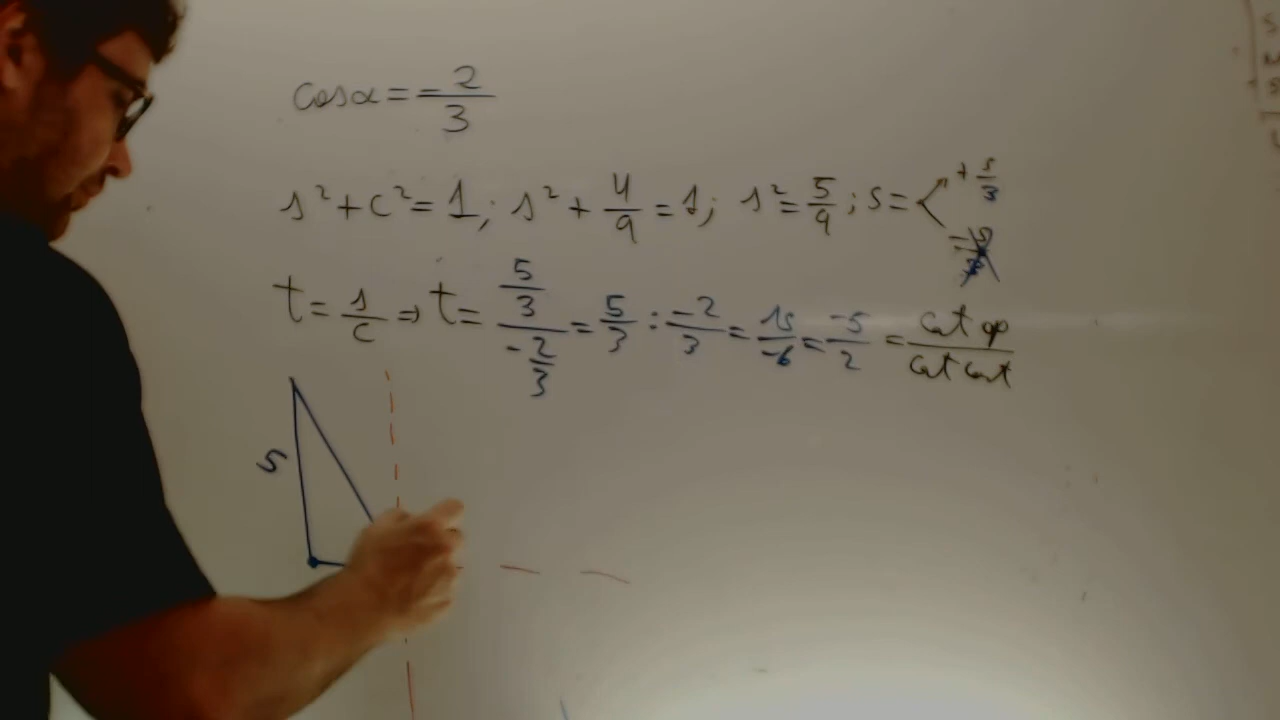 cosα = -2/3
s² + c² = 1; s² + 4/9 = 1; s² = 5/9; s = < +5/3
t = s/c ⇒ t = (5/3)/(-2/3) = 5/3 : -2/3 = 15/-6 = -5/2 = cat op/cat cont
5